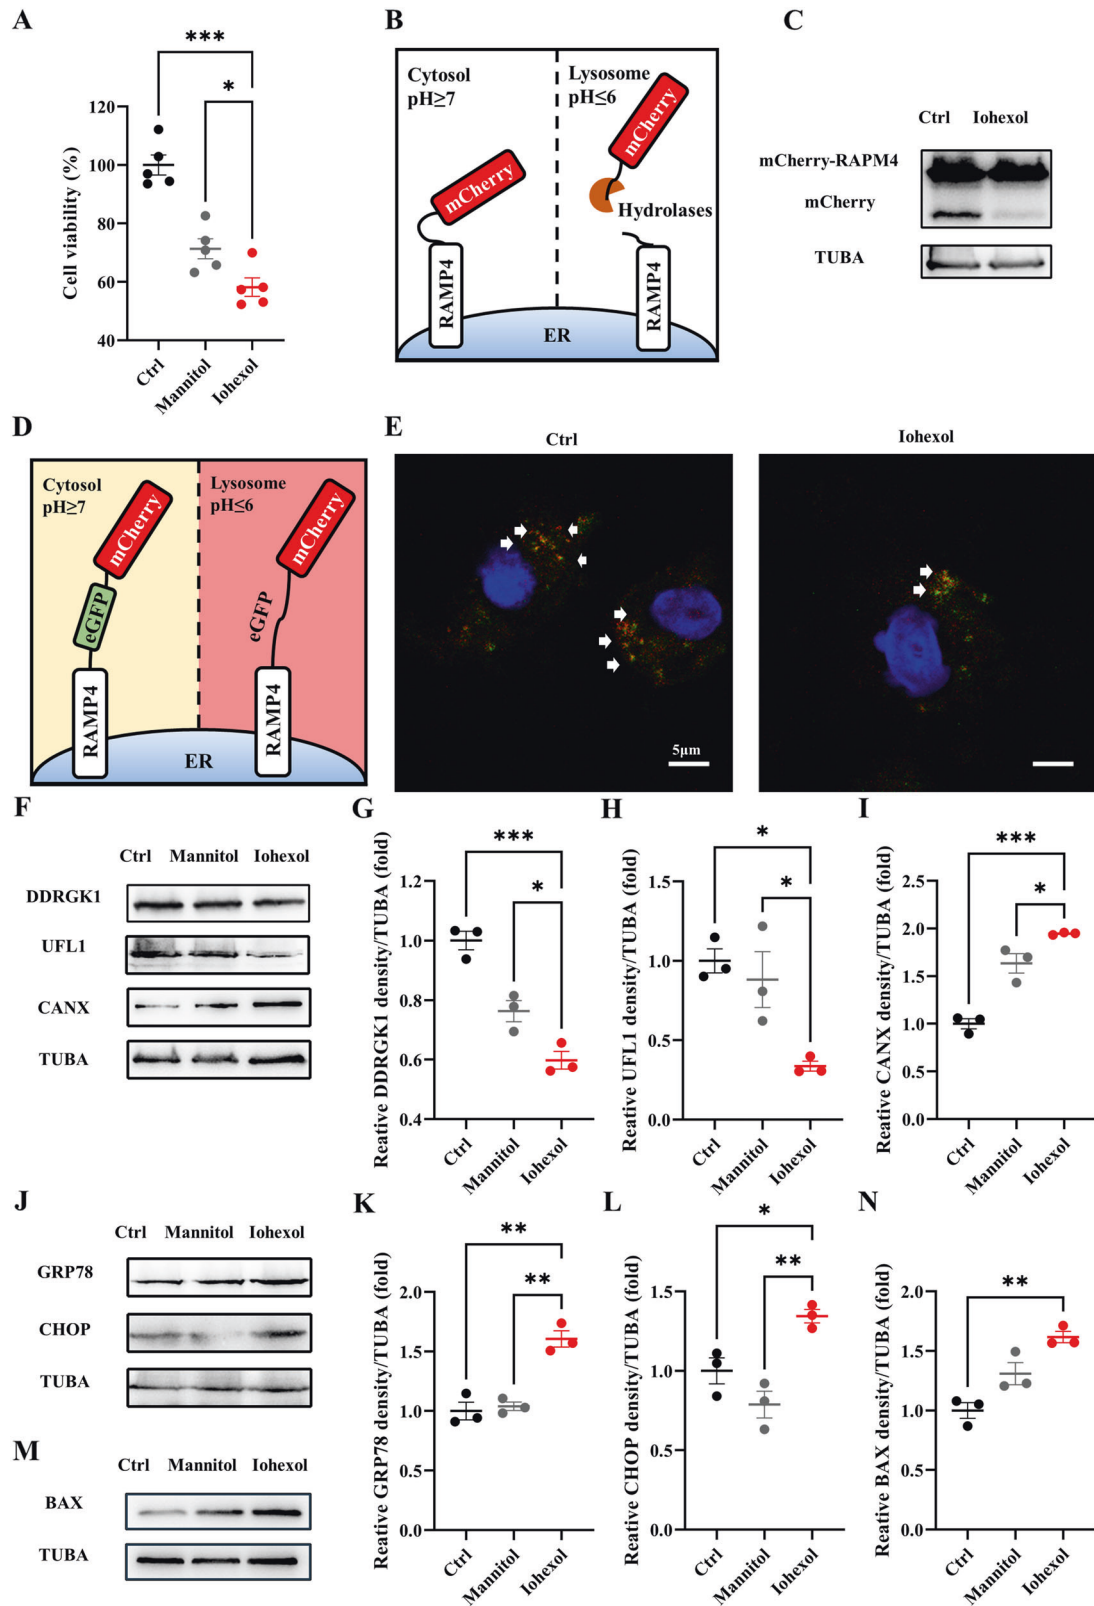 A
***
*
Cell viability (%)
120
100
80
60
40
Ctrl
Mannitol
Iohexol
B
Cytosol
pH≥7
Lysosome
pH≤6
mCherry
mCherry
Hydrolases
RAMP4
RAMP4
ER
C
Ctrl Iohexol
mCherry-RAPM4
mCherry
TUBA
D
Cytosol
pH≥7
Lysosome
pH≤6
mCherry
mCherry
eGFP
eGFP
RAMP4
RAMP4
ER
E
Ctrl
Iohexol
5μm
F
Ctrl Mannitol Iohexol
DDRGK1
UFL1
CANX
TUBA
G
***
*
Reative DDRGK1 density/TUBA (fold)
1.2
1.0
0.8
0.6
0.4
Ctrl
Mannitol
Iohexol
H
*
*
Reative UFL1 density/TUBA (fold)
1.5
1.0
0.5
0.0
Ctrl
Mannitol
Iohexol
I
***
*
Reative CANX density/TUBA (fold)
2.5
2.0
1.5
1.0
0.5
0.0
Ctrl
Mannitol
Iohexol
J
Ctrl Mannitol Iohexol
GRP78
CHOP
TUBA
K
**
**
Reative GRP78 density/TUBA (fold)
2.0
1.5
1.0
0.5
0.0
Ctrl
Mannitol
Iohexol
L
*
**
Reative CHOP density/TUBA (fold)
1.5
1.0
0.5
0.0
Ctrl
Mannitol
Iohexol
M
Ctrl Mannitol Iohexol
BAX
TUBA
N
**
Reative BAX density/TUBA (fold)
2.0
1.5
1.0
0.5
0.0
Ctrl
Mannitol
Iohexol